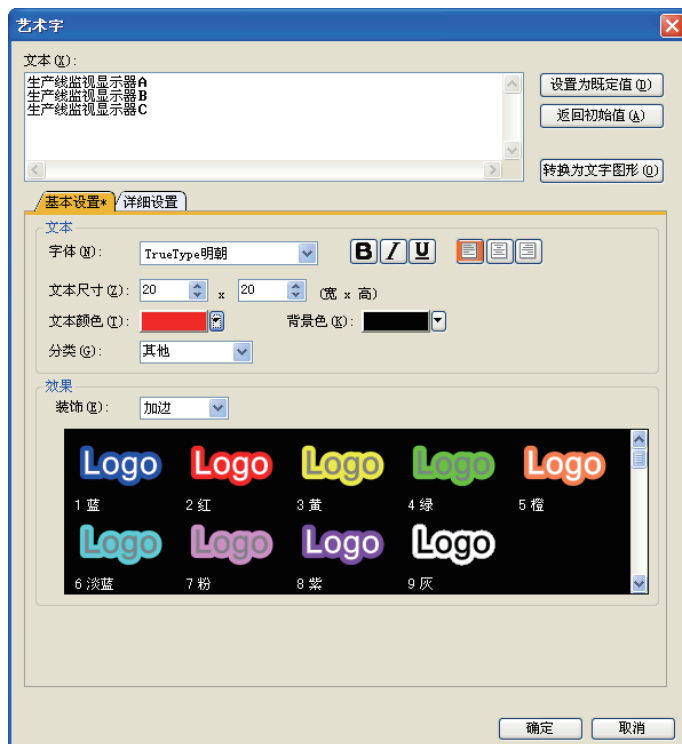 艺术字
文本(X):
生产线监视显示器A
生产线监视显示器B
生产线监视显示器C
设置为既定值(D)
返回初始值(A)
转换为文字图形(O)
基本设置* 详细设置
文本
字体(N): TrueType明朝 B I U
文本尺寸(Z): 20 x 20 (宽 x 高)
文本颜色(T): 背景色(K):
分类(G): 其他
效果
装饰(E): 加边
Logo Logo Logo Logo Logo
1 蓝 2 红 3 黄 4 绿 5 橙
Logo Logo Logo Logo
6 淡蓝 7 粉 8 紫 9 灰
确定 取消